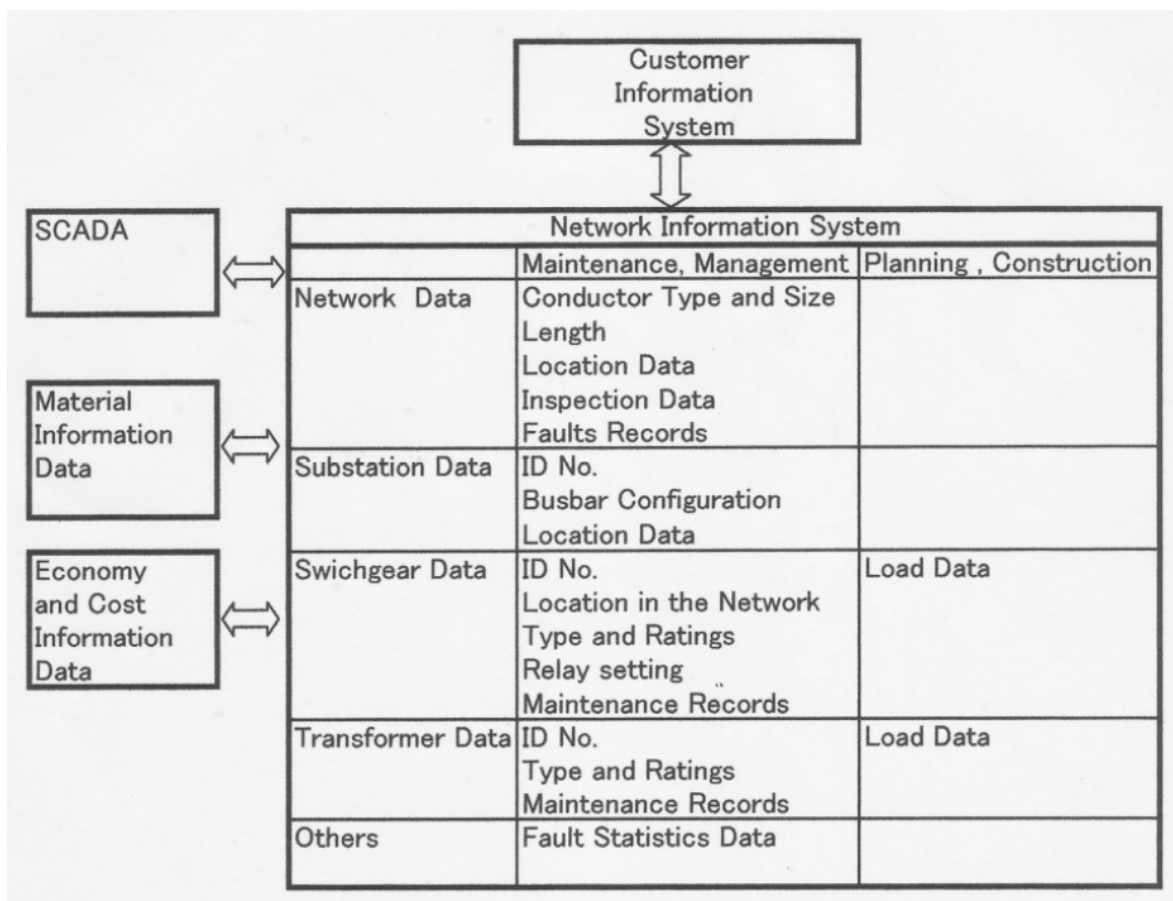 Customer
Information
System
SCADA
Network Information System
Maintenance, Management Planning , Construction
Network Data Conductor Type and Size
Length
Location Data
Inspection Data
Faults Records
Material
Information
Data
Substation Data ID No.
Busbar Configuration
Location Data
Economy
and Cost
Information
Data
Swichgear Data ID No. Load Data
Location in the Network
Type and Ratings
Relay setting
Maintenance Records
Transformer Data ID No. Load Data
Type and Ratings
Maintenance Records
Others Fault Statistics Data